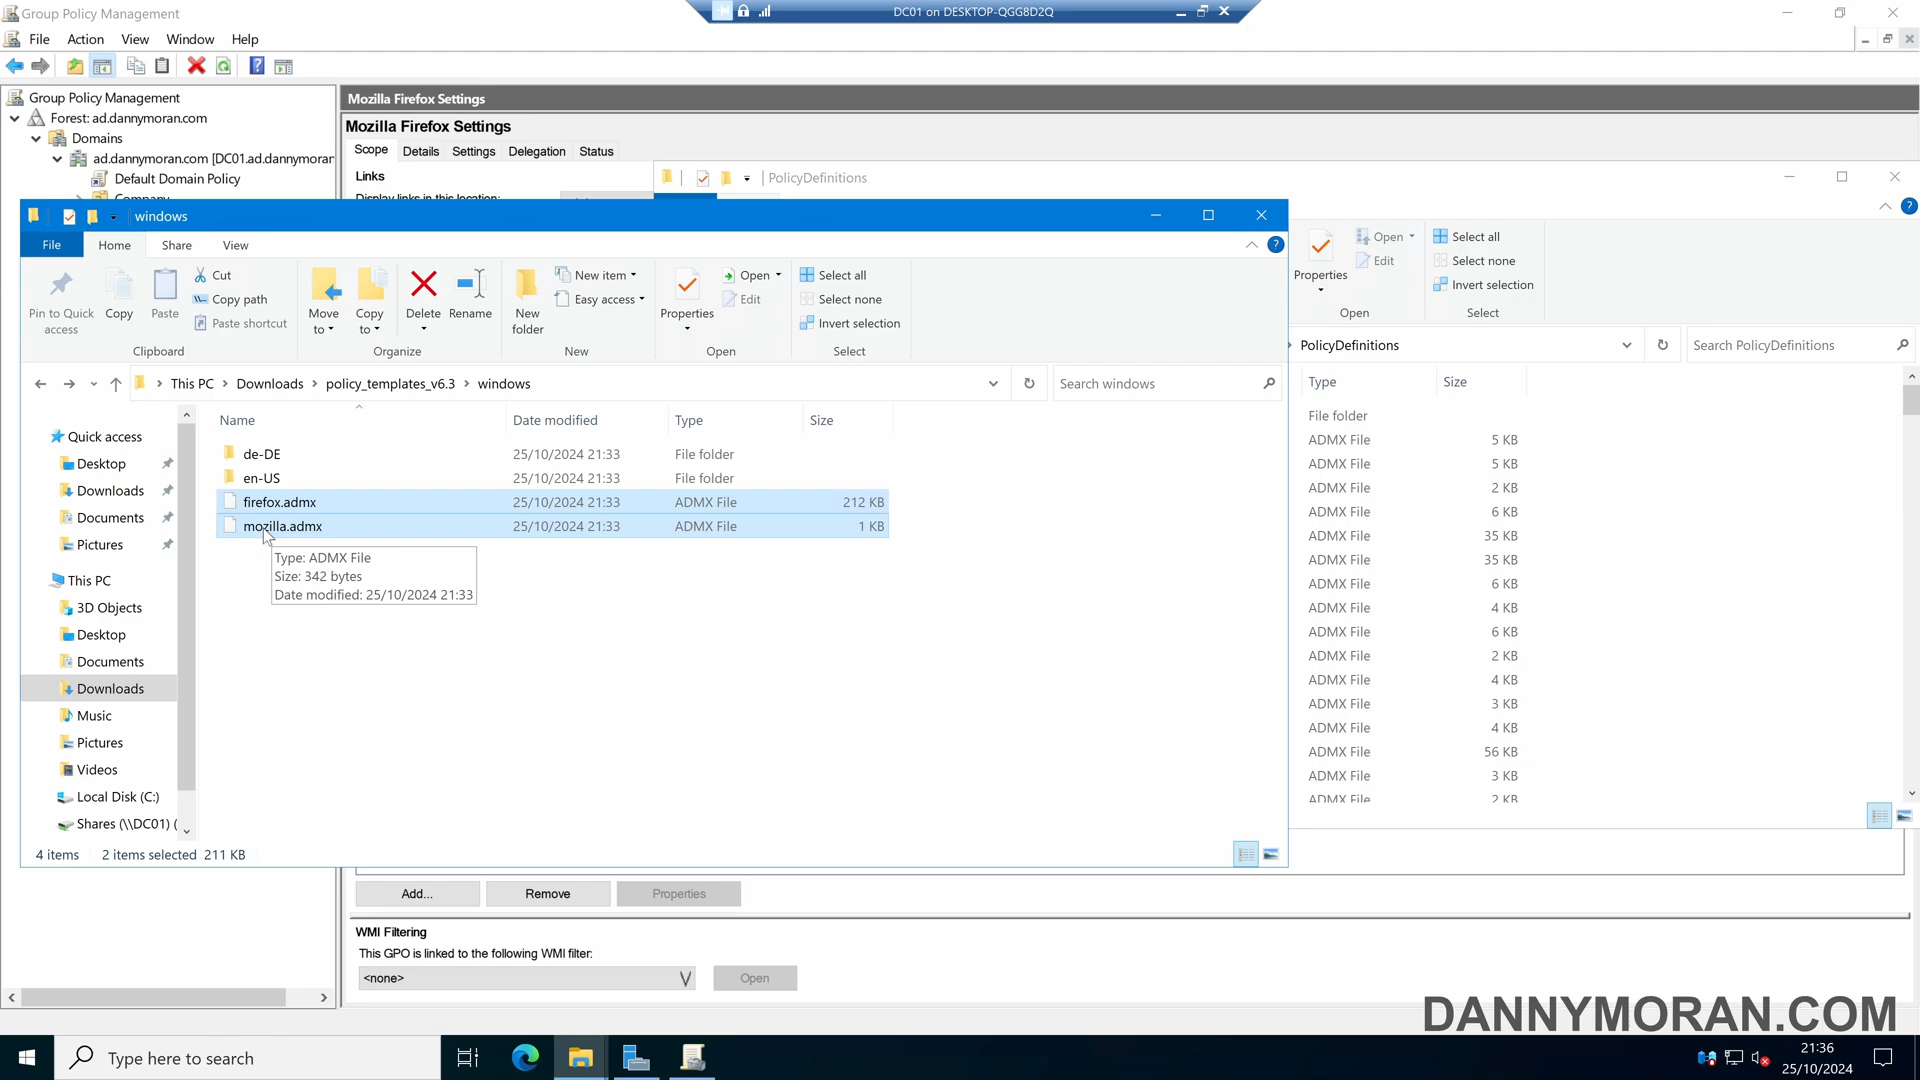 Group Policy Management
DC01 on DESKTOP-QGG8D2Q
File Action View Window Help
Group Policy Management
Forest: ad.dannymoran.com
Domains
ad.dannymoran.com [DC01.ad.dannymorar
Default Domain Policy
Mozilla Firefox Settings
Mozilla Firefox Settings
Scope Details Settings Delegation Status
Links
PolicyDefinitions
windows
File Home Share View
Pin to Quick access
Copy
Paste
Cut
Copy path
Paste shortcut
Clipboard
Move to
Copy to
Delete
Rename
Organize
New folder
New item
Easy access
New
Properties
Open
Edit
Open
Select all
Select none
Invert selection
Select
Properties
Open
Edit
Open
Select all
Select none
Invert selection
Select
This PC > Downloads > policy_templates_v6.3 > windows
Search windows
PolicyDefinitions
Search PolicyDefinitions
Quick access
Desktop
Downloads
Documents
Pictures
This PC
3D Objects
Desktop
Documents
Downloads
Music
Pictures
Videos
Local Disk (C:)
Shares (\\DC01) (
Name Date modified Type Size
de-DE 25/10/2024 21:33 File folder
en-US 25/10/2024 21:33 File folder
firefox.admx 25/10/2024 21:33 ADMX File 212 KB
mozilla.admx 25/10/2024 21:33 ADMX File 1 KB
Type: ADMX File
Size: 342 bytes
Date modified: 25/10/2024 21:33
4 items 2 items selected 211 KB
Type Size
File folder
ADMX File 5 KB
ADMX File 5 KB
ADMX File 2 KB
ADMX File 6 KB
ADMX File 35 KB
ADMX File 35 KB
ADMX File 6 KB
ADMX File 4 KB
ADMX File 6 KB
ADMX File 2 KB
ADMX File 4 KB
ADMX File 3 KB
ADMX File 4 KB
ADMX File 56 KB
ADMX File 3 KB
ADMX File 2 KB
Add... Remove Properties
WMI Filtering
This GPO is linked to the following WMI filter:
<none>
Open
DANNYMORAN.COM
Type here to search
21:36
25/10/2024